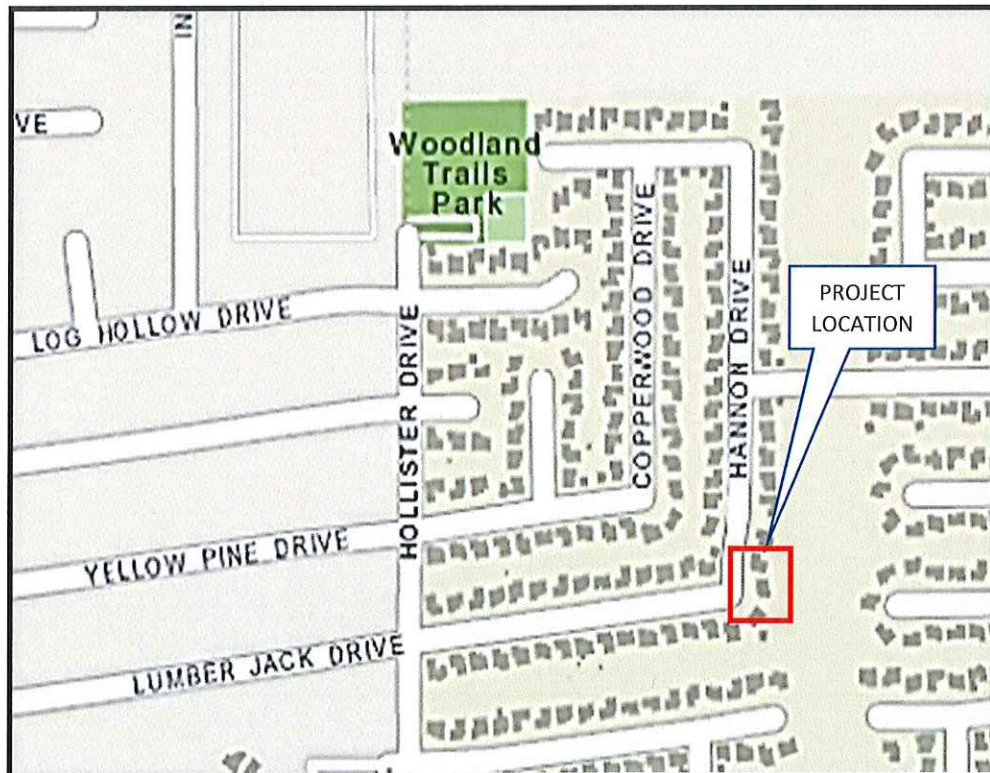 IN
VE
Woodland
Trails
Park
COPPERWOOD DRIVE
HANNON DRIVE
PROJECT
LOCATION
LOG HOLLOW DRIVE
HOLLISTER DRIVE
YELLOW PINE DRIVE
LUMBER JACK DRIVE